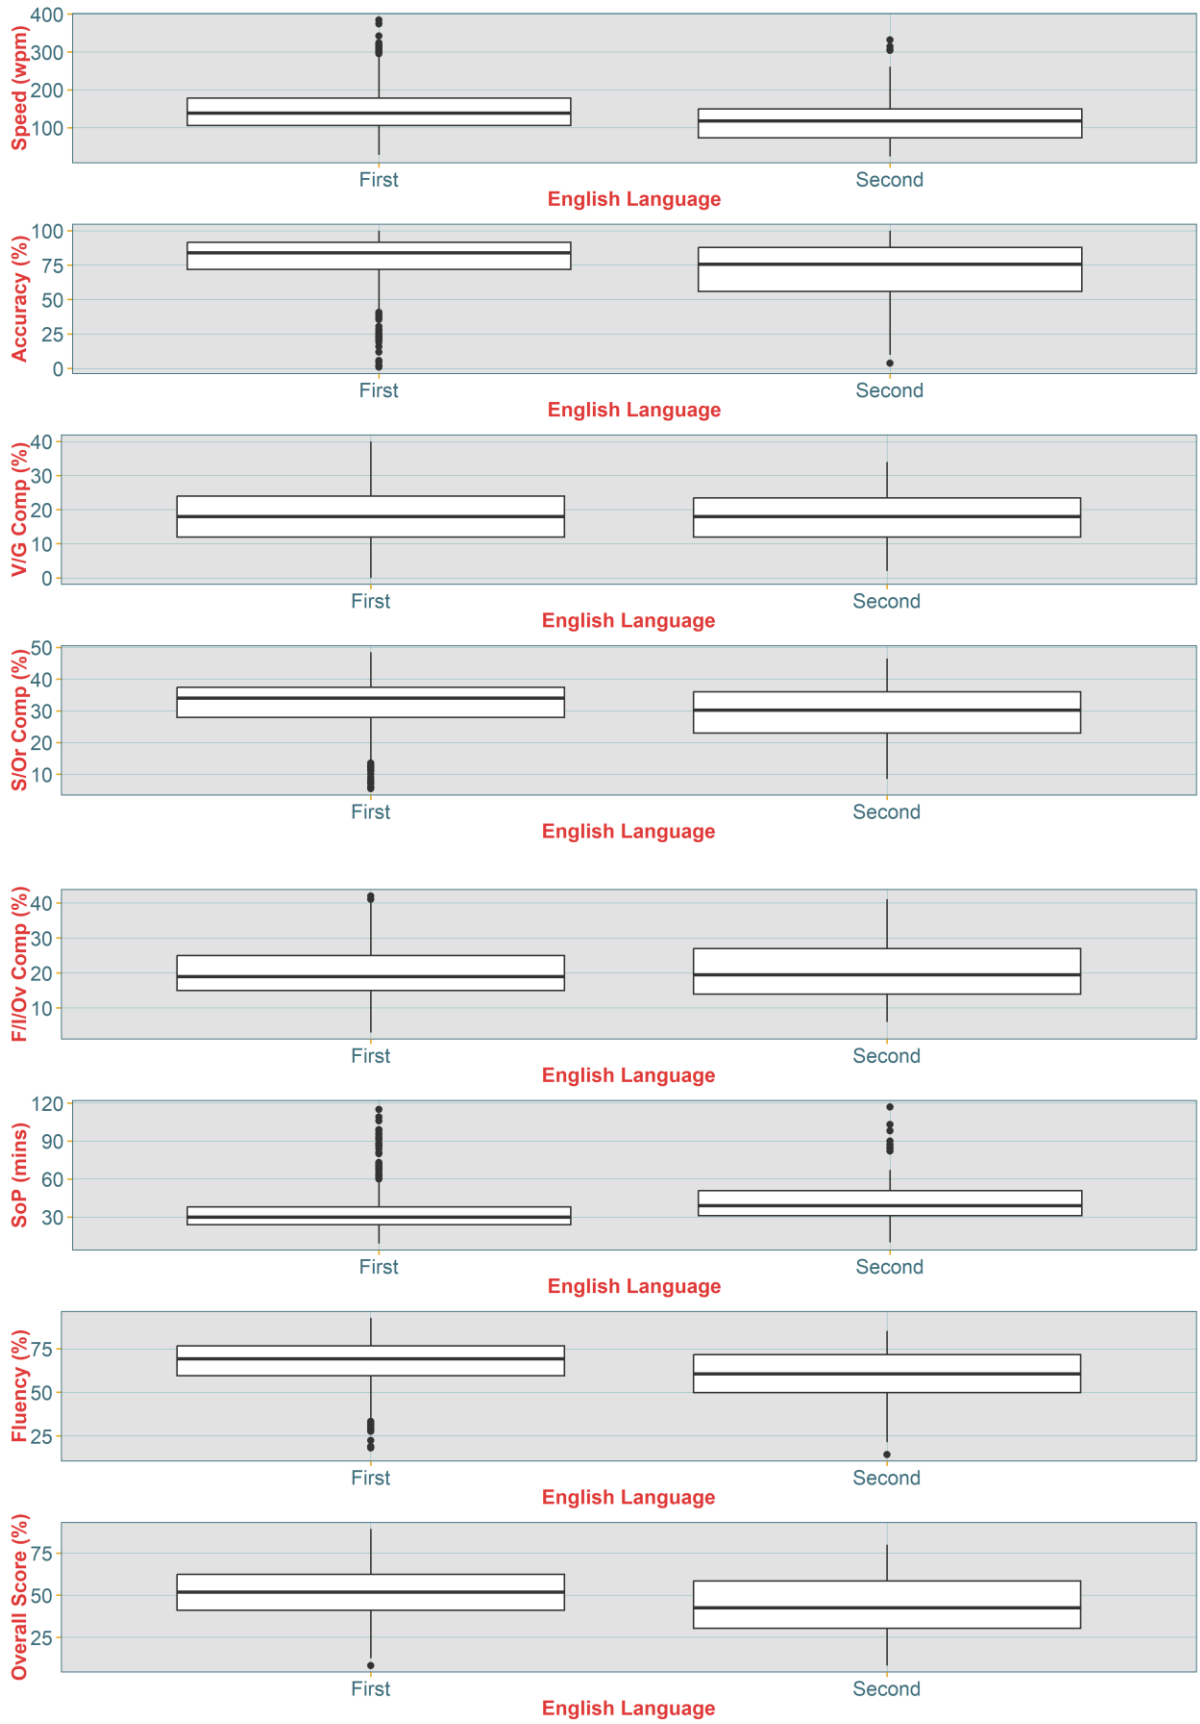 Speed (wpm)
400
300
200
100
First
Second
English Language
Accuracy (%)
100
75
50
25
0
First
Second
English Language
V/G Comp (%)
40
30
20
10
0
First
Second
English Language
S/Or Comp (%)
50
40
30
20
10
First
Second
English Language
F/I/Ov Comp (%)
40
30
20
10
First
Second
English Language
SoP (mins)
120
90
60
30
First
Second
English Language
Fluency (%)
75
50
25
First
Second
English Language
Overall Score (%)
75
50
25
First
Second
English Language